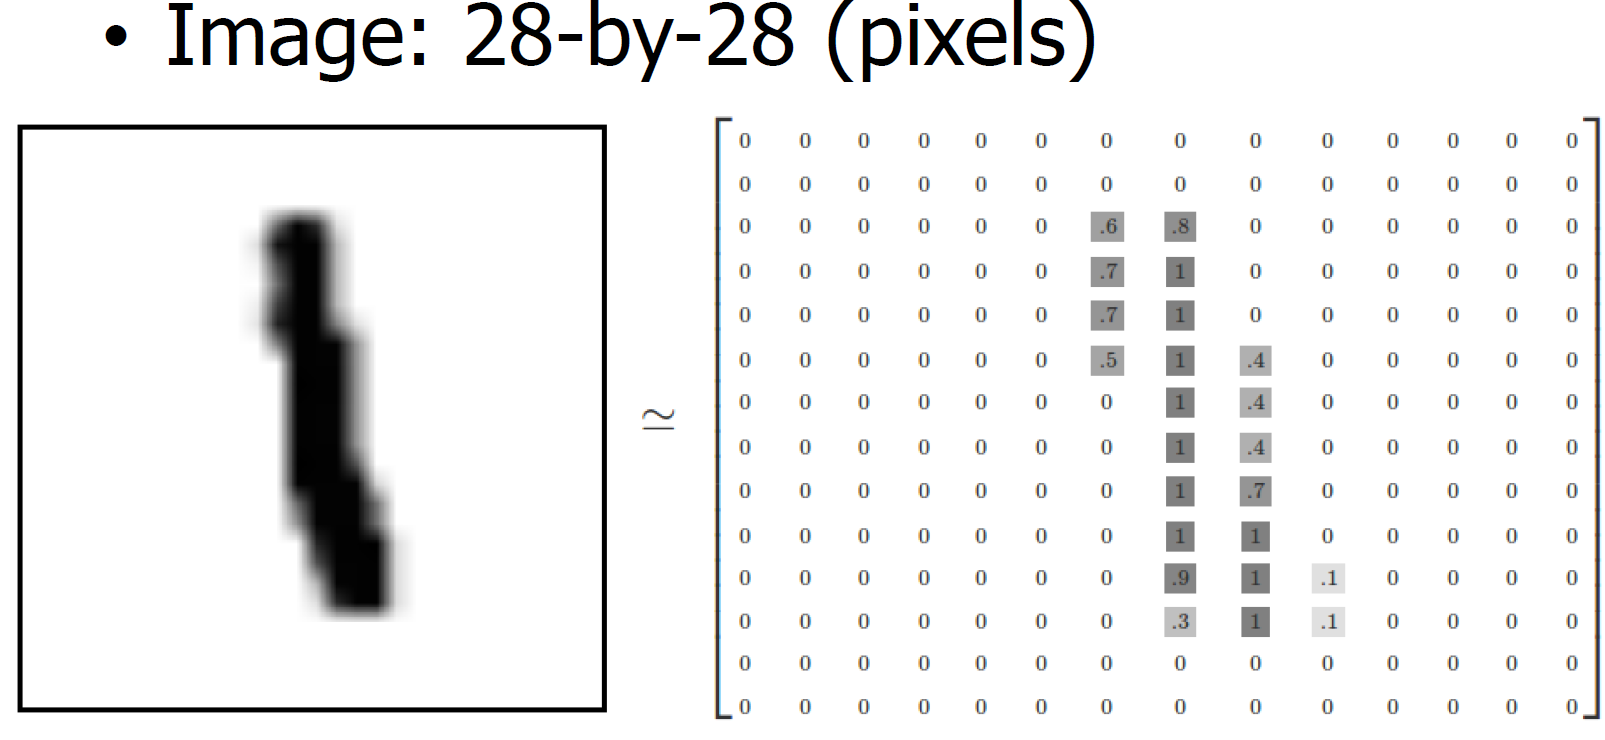 • Image: 28-by-28 (pixels)
0 0 0 0 0 0 0 0 0 0 0 0 0 0
0 0 0 0 0 0 0 0 0 0 0 0 0 0
0 0 0 0 0 0 .6 .8 0 0 0 0 0 0
0 0 0 0 0 0 .7 1 0 0 0 0 0 0
0 0 0 0 0 0 .7 1 0 0 0 0 0 0
0 0 0 0 0 0 .5 1 .4 0 0 0 0 0
≃ 0 0 0 0 0 0 0 1 .4 0 0 0 0 0
0 0 0 0 0 0 0 1 .4 0 0 0 0 0
0 0 0 0 0 0 0 1 .7 0 0 0 0 0
0 0 0 0 0 0 0 1 1 0 0 0 0 0
0 0 0 0 0 0 0 .9 1 .1 0 0 0 0
0 0 0 0 0 0 0 .3 1 .1 0 0 0 0
0 0 0 0 0 0 0 0 0 0 0 0 0 0
0 0 0 0 0 0 0 0 0 0 0 0 0 0